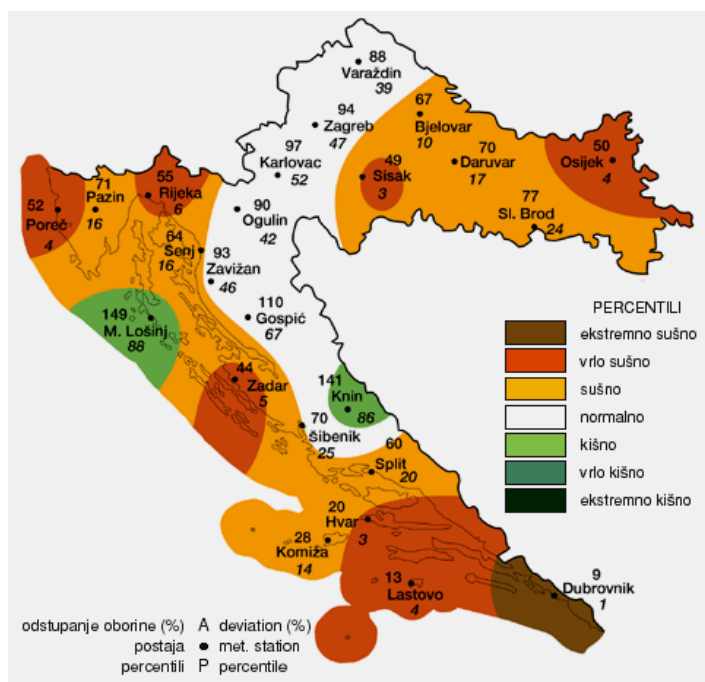 88
Varaždin
39
94
Zagreb
47
67
Bjelovar
10
97
Karlovac
52
49
Sisak
3
70
Daruvar
17
50
Osijek
4
77
Sl. Brod
24
71
Pazin
16
55
Rijeka
6
52
Poreč
4
90
Ogulin
42
64
Senj
16
93
Zavižan
46
110
Gospić
67
149
M. Lošinj
88
44
Zadar
5
141
Knin
86
70
Šibenik
25
60
Split
20
20
Hvar
3
28
Komiža
14
13
Lastovo
4
9
Dubrovnik
1
PERCENTILI
ekstremno sušno
vrlo sušno
sušno
normalno
kišno
vrlo kišno
ekstremno kišno
odstupanje oborine (%) A deviation (%)
postaja ● met. station
percentili P percentile